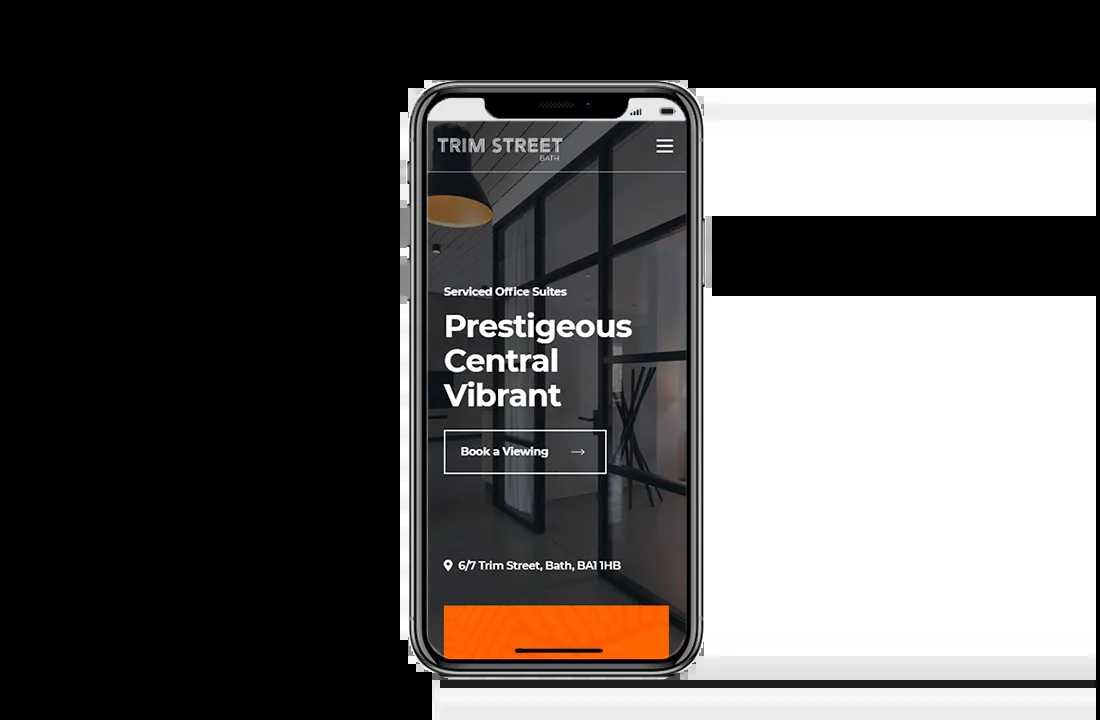 TRIM STREET
BATH
Serviced Office Suites
Prestigeous
Central
Vibrant
Book a Viewing →
6/7 Trim Street, Bath, BA1 1HB